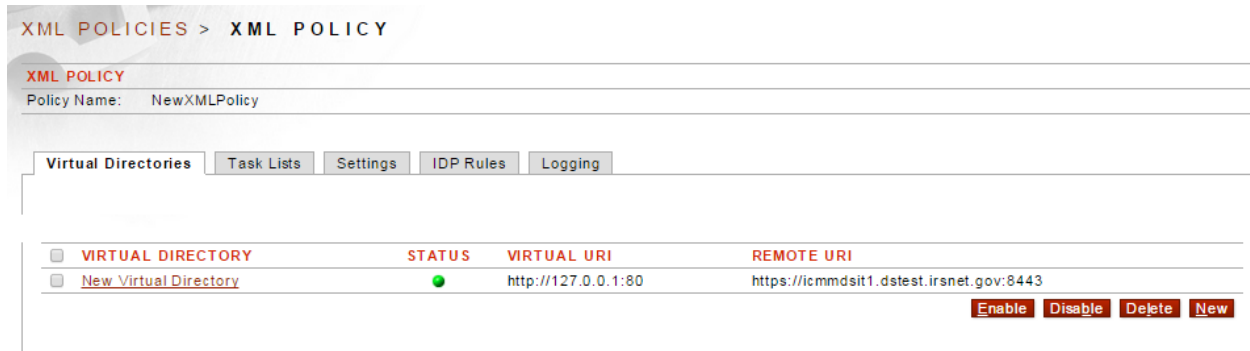 XML POLICIES > XML POLICY
XML POLICY
Policy Name: NewXMLPolicy
Virtual Directories Task Lists Settings IDP Rules Logging
VIRTUAL DIRECTORY STATUS VIRTUAL URI REMOTE URI
New Virtual Directory http://127.0.0.1:80 https://icmmdsit1.dstest.irsnet.gov:8443
Enable Disable Delete New